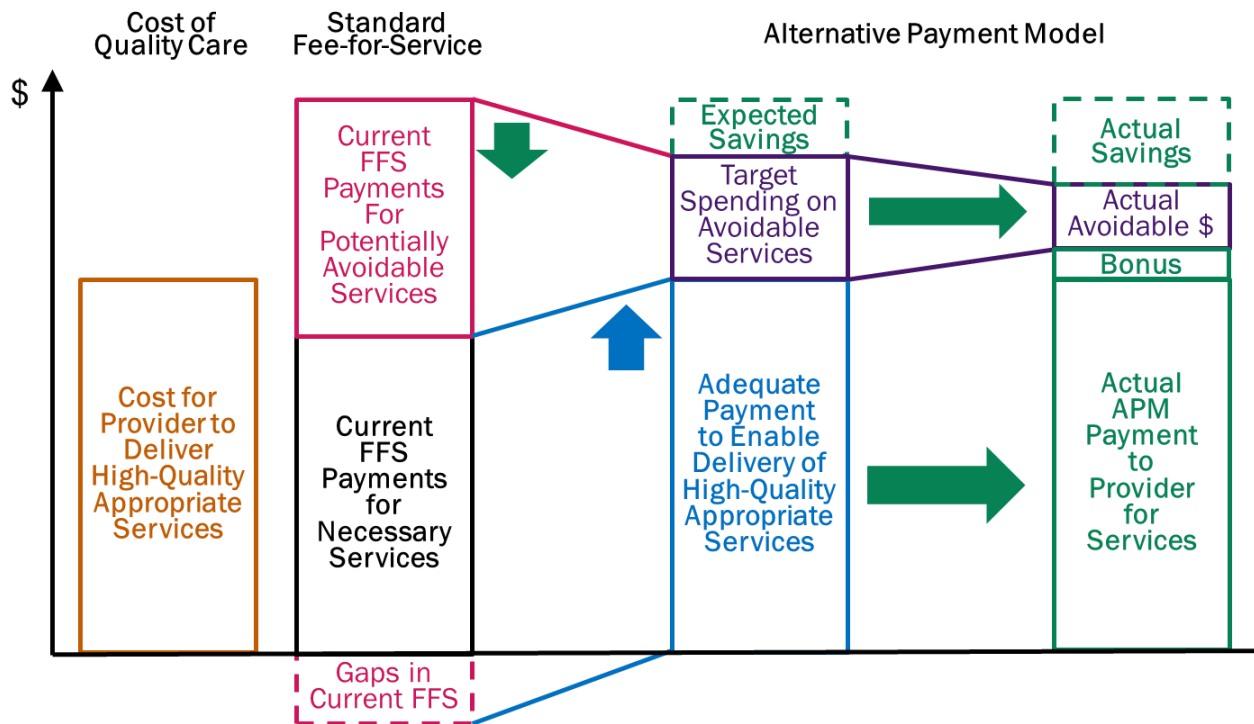 Cost of
Quality Care
Standard
Fee-for-Service
Alternative Payment Model
$
Cost for
Provider to
Deliver
High-Quality
Appropriate
Services
Current
FFS
Payments
For
Potentially
Avoidable
Services
Current
FFS
Payments
for
Necessary
Services
Gaps in
Current FFS
Expected
Savings
Target
Spending on
Avoidable
Services
Adequate
Payment
to Enable
Delivery of
High-Quality
Appropriate
Services
Actual
Savings
Actual
Avoidable $
Bonus
Actual
APM
Payment
to
Provider
for
Services